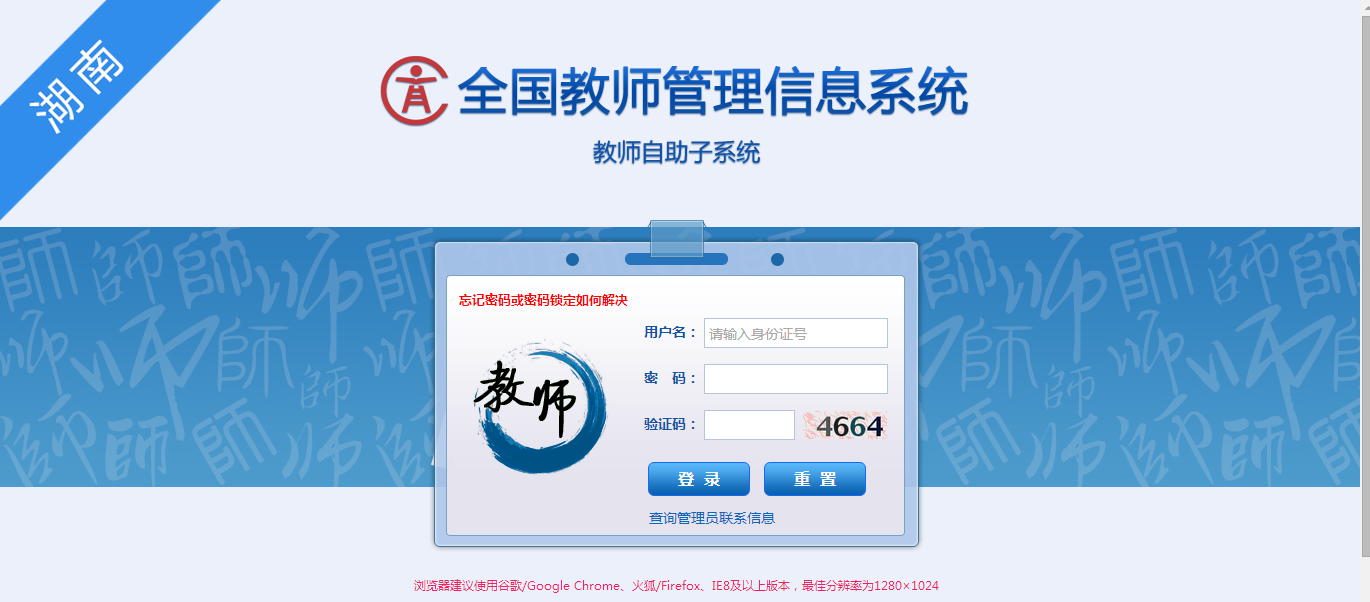 湖南
全国教师管理信息系统
教师自助子系统
忘记密码或密码锁定如何解决
用户名：
请输入身份证号
教师
密　码：
验证码：
4664
登 录
重 置
查询管理员联系信息
浏览器建议使用谷歌/Google Chrome、火狐/Firefox、IE8及以上版本，最佳分辨率为1280×1024